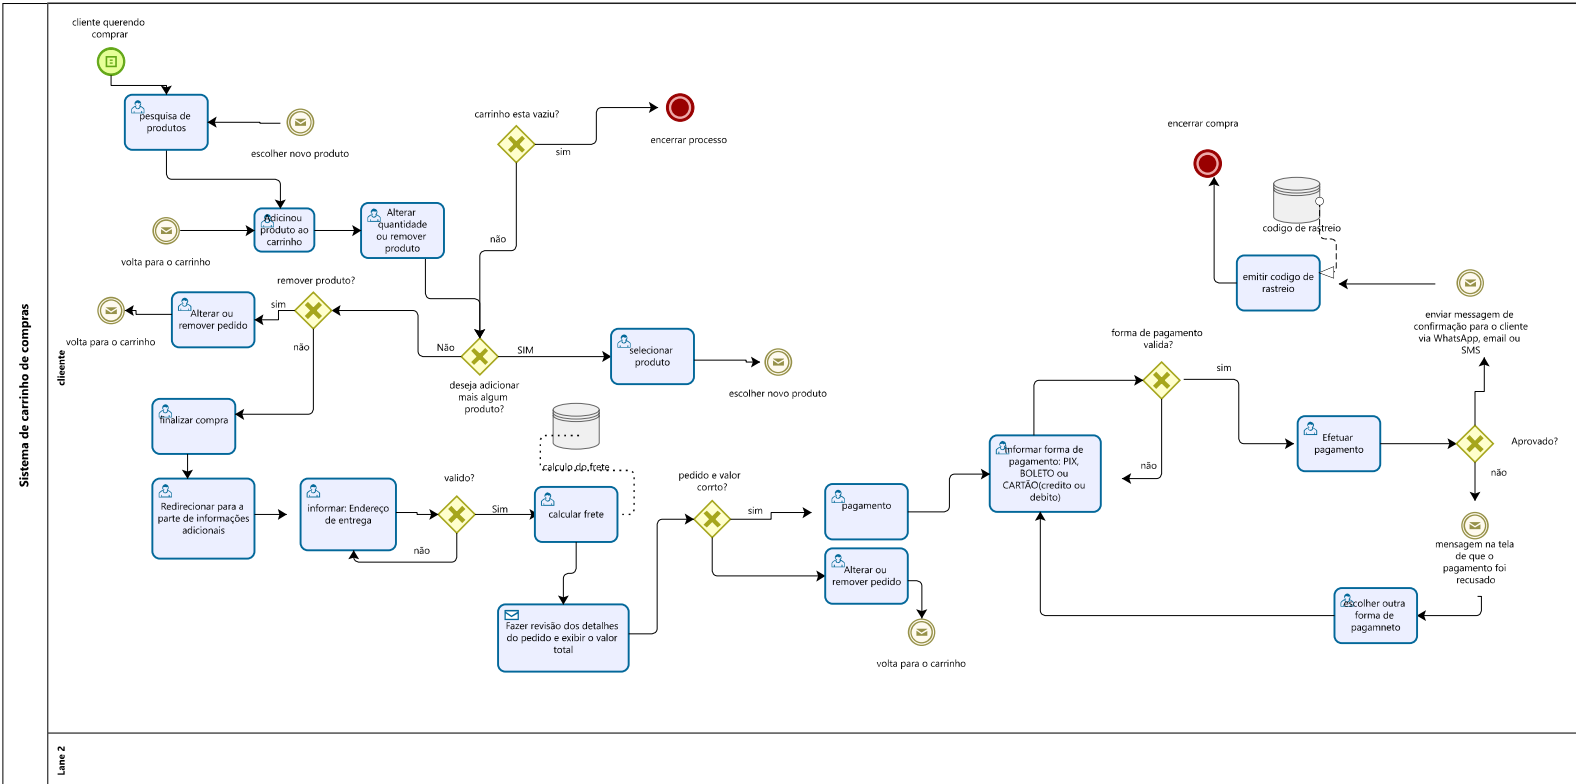 Sistema de carrinho de compras
clieente
Lane 2
cliente querendo
comprar
pesquisa de
produtos
escolher novo produto
carrinho esta vaziu?
sim
não
encerrar processo
Adicinou
produto ao
carrinho
volta para o carrinho
Alterar
quantidade
ou remover
produto
remover produto?
sim
não
Alterar ou
remover pedido
volta para o carrinho
Não
SIM
deseja adicionar
mais algum
produto?
selecionar
produto
escolher novo produto
finalizar compra
Redirecionar para a
parte de informações
adicionais
informar: Endereço
de entrega
valido?
não
Sim
calculo do frete
calcular frete
Fazer revisão dos detalhes
do pedido e exibir o valor
total
pedido e valor
corrto?
sim
pagamento
Alterar ou
remover pedido
volta para o carrinho
Informar forma de
pagamento: PIX,
BOLETO ou
CARTÃO(credito ou
debito)
forma de pagamento
valida?
sim
não
Efetuar
pagamento
Aprovado?
não
mensagem na tela
de que o
pagamento foi
recusado
escolher outra
forma de
pagamneto
enviar messagem de
confirmação para o cliente
via WhatsApp, email ou
SMS
emitir codigo de
rastreio
codigo de rastreio
encerrar compra